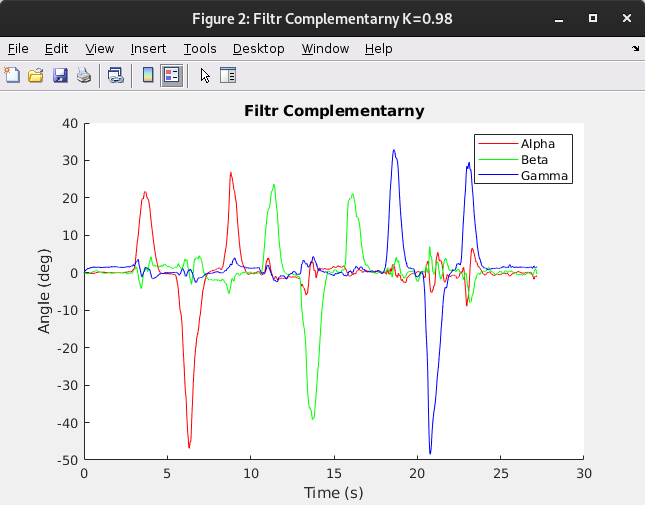 Figure 2: Filtr Complementarny K=0.98
File Edit View Insert Tools Desktop Window Help
Filtr Complementarny
40
30
20
10
0
-10
-20
-30
-40
-50
Angle (deg)
Alpha
Beta
Gamma
0 5 10 15 20 25 30
Time (s)